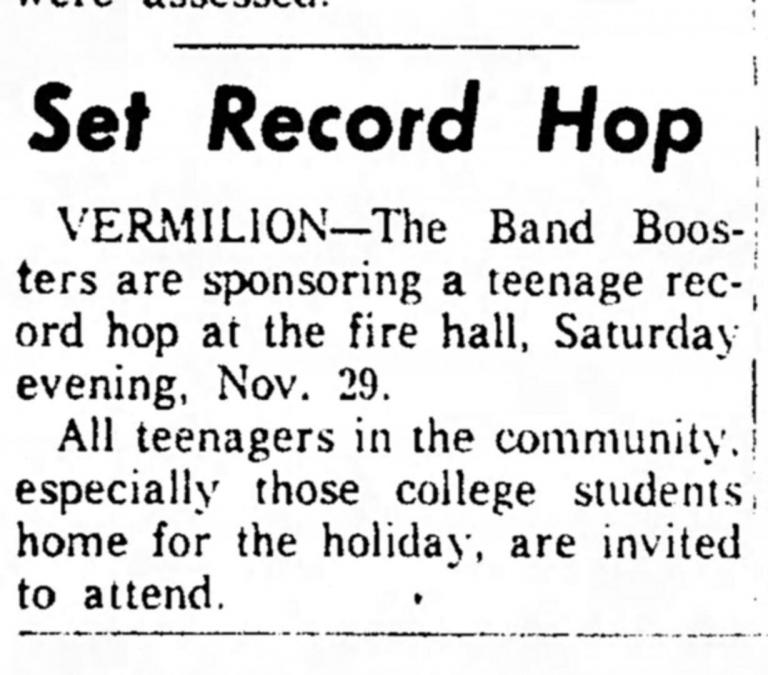 were assessed.
Set Record Hop
VERMILION—The Band Boos-
ters are sponsoring a teenage rec-
ord hop at the fire hall, Saturday
evening, Nov. 29.
All teenagers in the community,
especially those college students
home for the holiday, are invited
to attend.